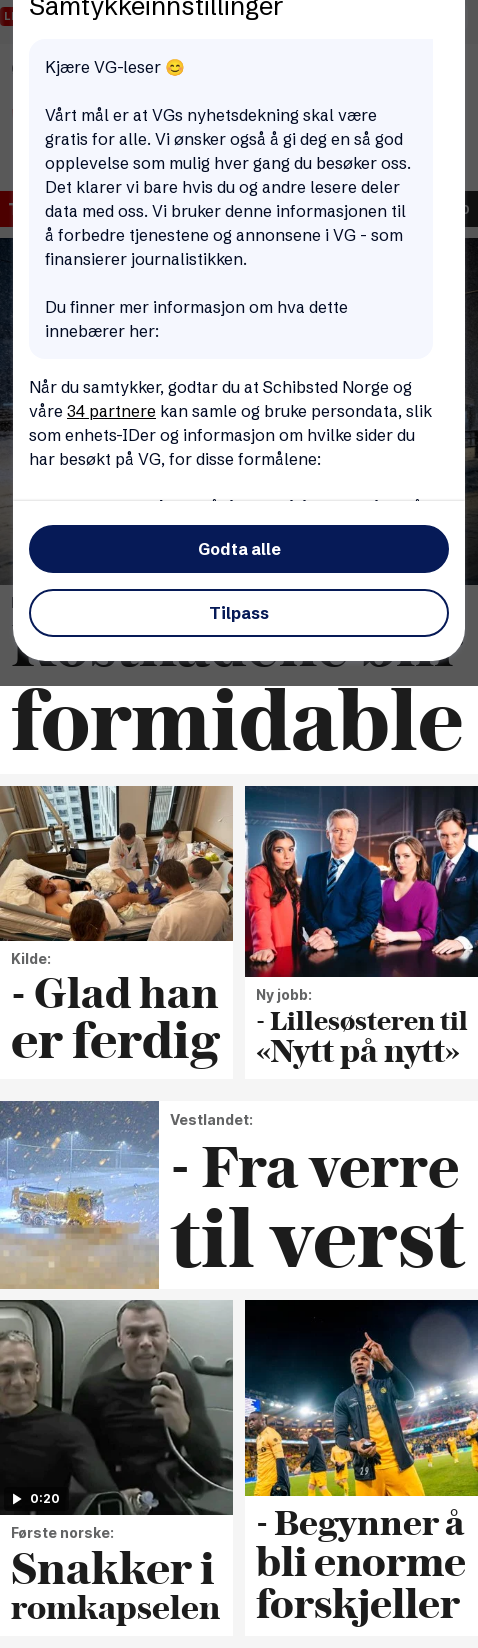 Samtykkeinnstillinger
Kjære VG-leser 😊
Vårt mål er at VGs nyhetsdekning skal være
gratis for alle. Vi ønsker også å gi deg en så god
opplevelse som mulig hver gang du besøker oss.
Det klarer vi bare hvis du og andre lesere deler
data med oss. Vi bruker denne informasjonen til
å forbedre tjenestene og annonsene i VG - som
finansierer journalistikken.
Du finner mer informasjon om hva dette
innebærer her:
Når du samtykker, godtar du at Schibsted Norge og
våre 34 partnere kan samle og bruke persondata, slik
som enhets-IDer og informasjon om hvilke sider du
har besøkt på VG, for disse formålene:
Godta alle
Tilpass
formidable
Kilde:
- Glad han
er ferdig
Ny jobb:
- Lillesøsteren til
«Nytt på nytt»
Vestlandet:
- Fra verre
til verst
0:20
Første norske:
Snakker i
romkapselen
29
- Begynner å
bli enorme
forskjeller